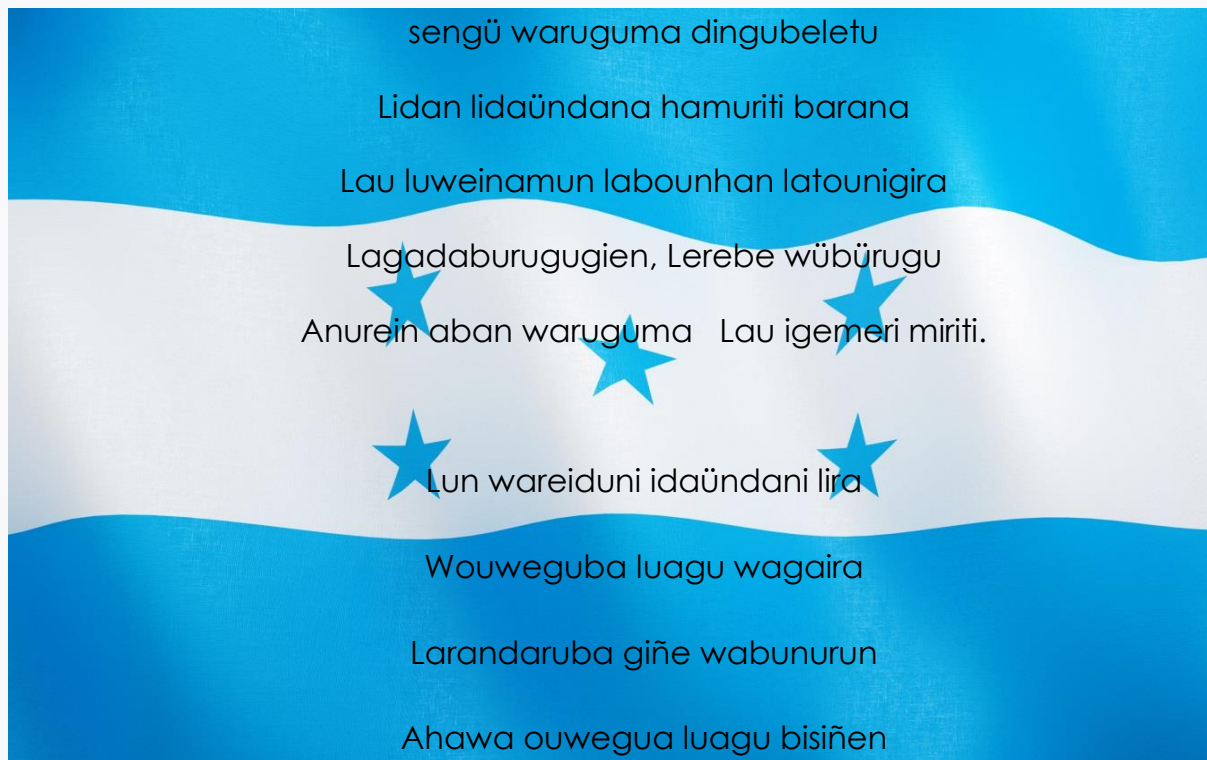 sengü waruguma dingubeletu
Lidan lidaündana hamuriti barana
Lau luweinamun labounhan latounigira
Lagadaburugugien, Lerebe wübürugu
Anurein aban waruguma Lau igemeri miriti.
Lun wareiduni idaündani lira
Wouweguba luagu wagaira
Larandaruba giñe wabunurun
Ahawa ouwegua luagu bisiñen